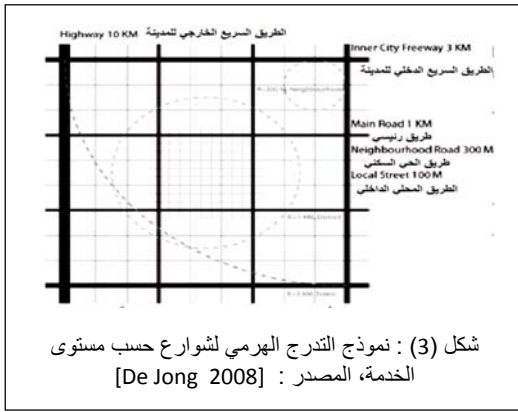 Highway 10 KM الطريق السريع الخارجي للمدينة
Inner City Freeway 3 KM
الطريق السريع الدخلي للمدينة
Main Road 1 KM
طريق رئيسي
Neighbourhood Road 300 M
طريق الحي السكني
Local Street 100 M
الطريق المحلي الداخلي
شكل (3) : نموذج التدرج الهرمي لشوارع حسب مستوى
الخدمة، المصدر : [De Jong 2008]